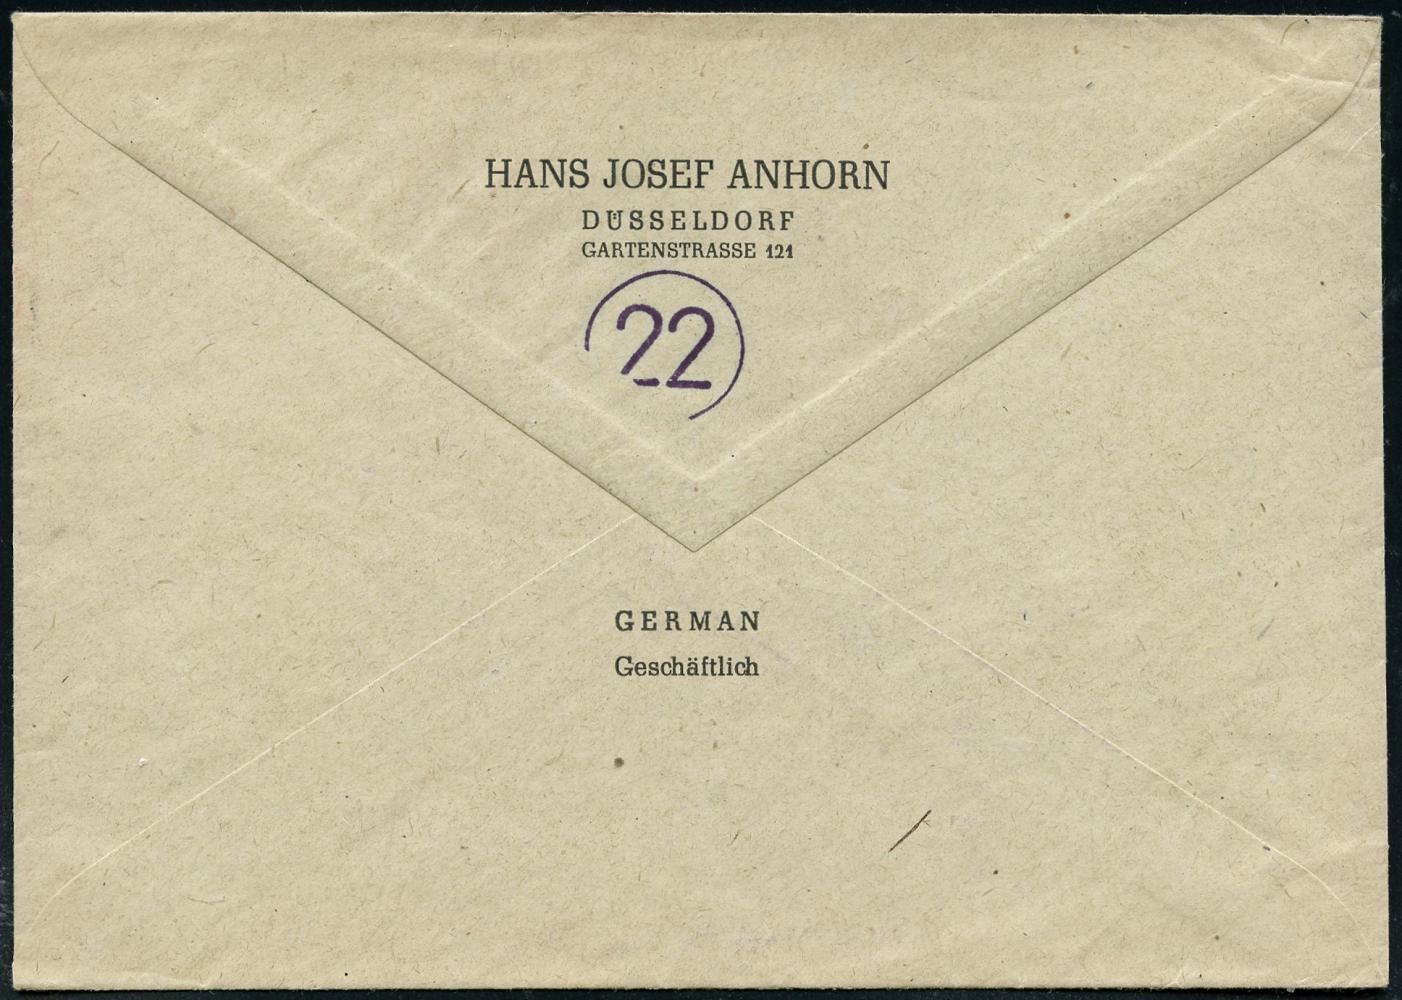 HANS JOSEF ANHORN
DÜSSELDORF
GARTENSTRASSE 121
22
GERMAN
Geschäftlich